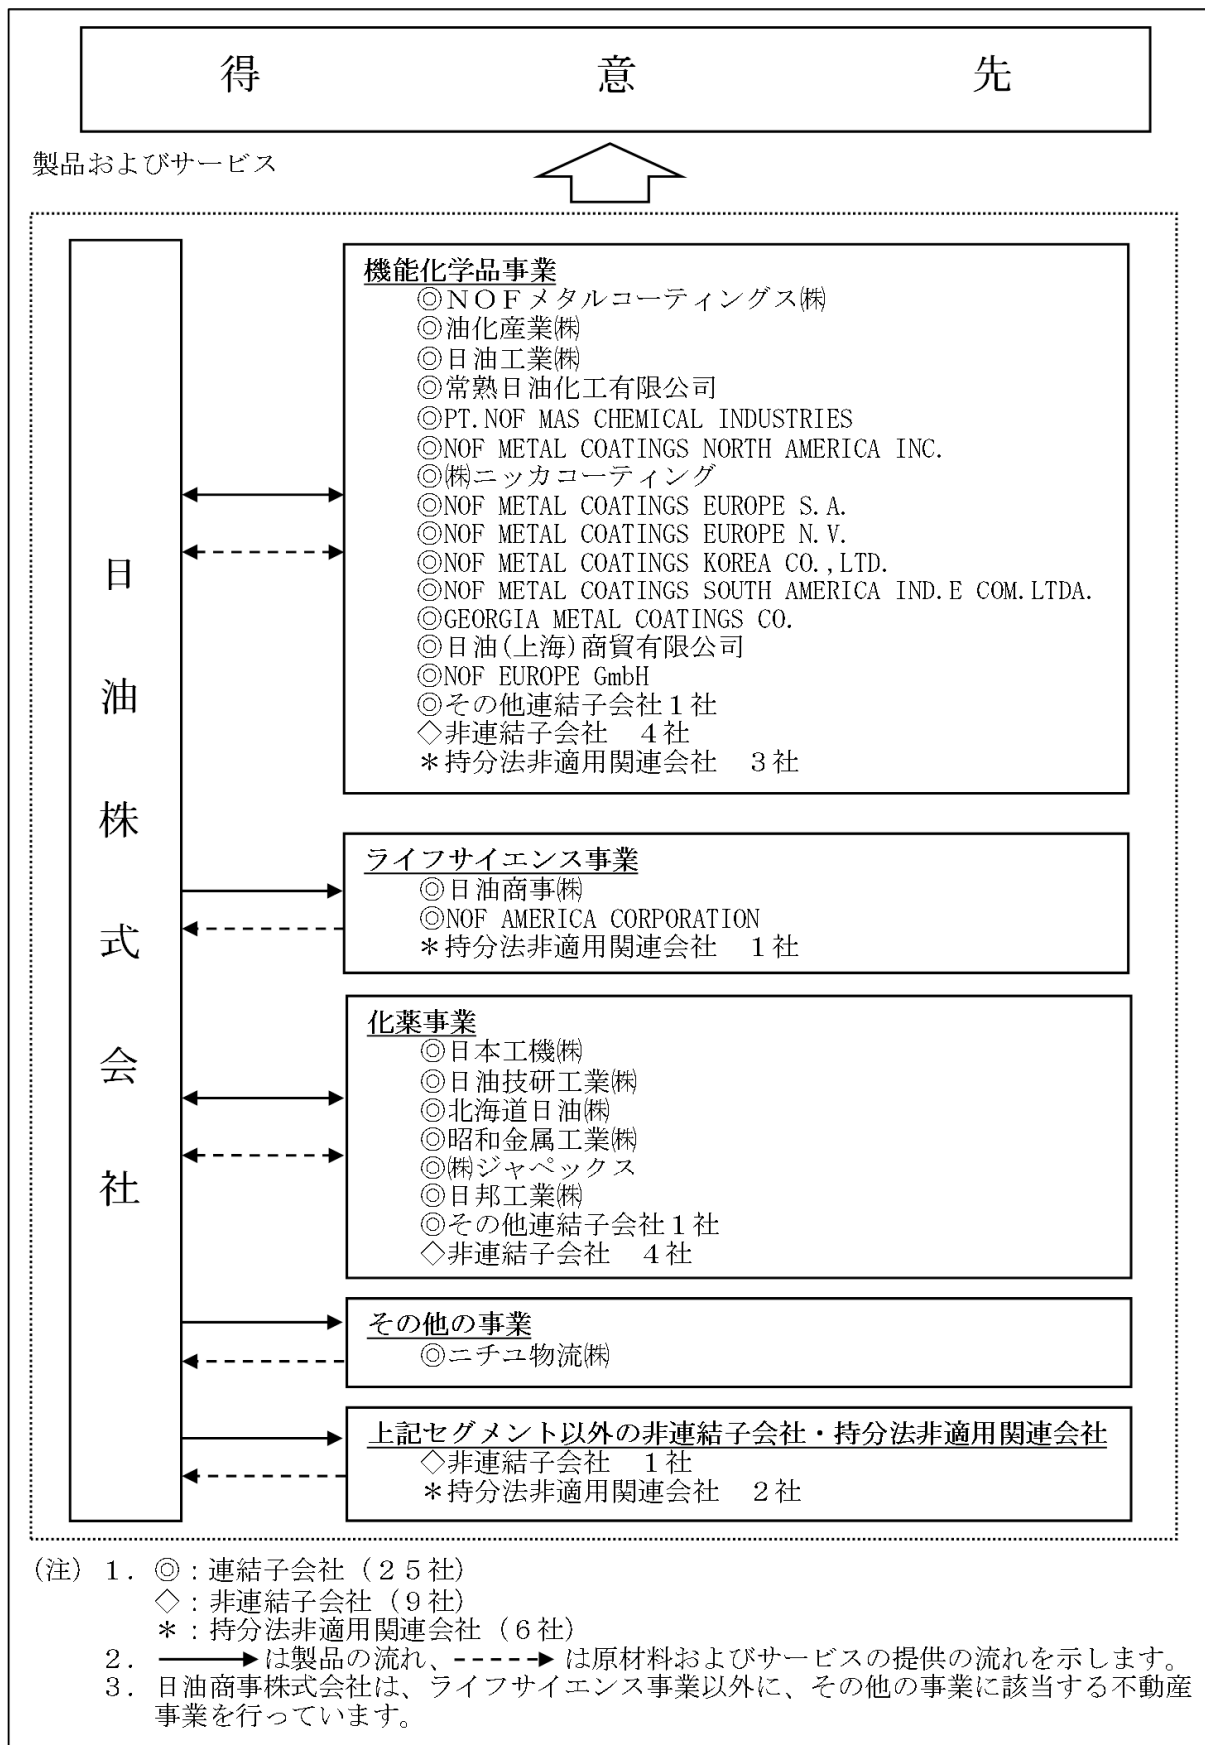 得意先
製品およびサービス
日油株式会社
機能化学品事業
◎NOFメタルコーティングス㈱
◎油化産業㈱
◎日油工業㈱
◎常熟日油化工有限公司
◎PT.NOF MAS CHEMICAL INDUSTRIES
◎NOF METAL COATINGS NORTH AMERICA INC.
◎㈱ニッカコーティング
◎NOF METAL COATINGS EUROPE S.A.
◎NOF METAL COATINGS EUROPE N.V.
◎NOF METAL COATINGS KOREA CO.,LTD.
◎NOF METAL COATINGS SOUTH AMERICA IND.E COM.LTDA.
◎GEORGIA METAL COATINGS CO.
◎日油(上海)商貿有限公司
◎NOF EUROPE GmbH
◎その他連結子会社1社
◇非連結子会社 4社
*持分法非適用関連会社 3社
ライフサイエンス事業
◎日油商事㈱
◎NOF AMERICA CORPORATION
*持分法非適用関連会社 1社
化薬事業
◎日本工機㈱
◎日油技研工業㈱
◎北海道日油㈱
◎昭和金属工業㈱
◎㈱ジャペックス
◎日邦工業㈱
◎その他連結子会社1社
◇非連結子会社 4社
その他の事業
◎ニチユ物流㈱
上記セグメント以外の非連結子会社・持分法非適用関連会社
◇非連結子会社 1社
*持分法非適用関連会社 2社
(注) 1.◎:連結子会社(25社)
◇:非連結子会社(9社)
*:持分法非適用関連会社(6社)
2.───▶は製品の流れ、-----▶は原材料およびサービスの提供の流れを示します。
3.日油商事株式会社は、ライフサイエンス事業以外に、その他の事業に該当する不動産
事業を行っています。